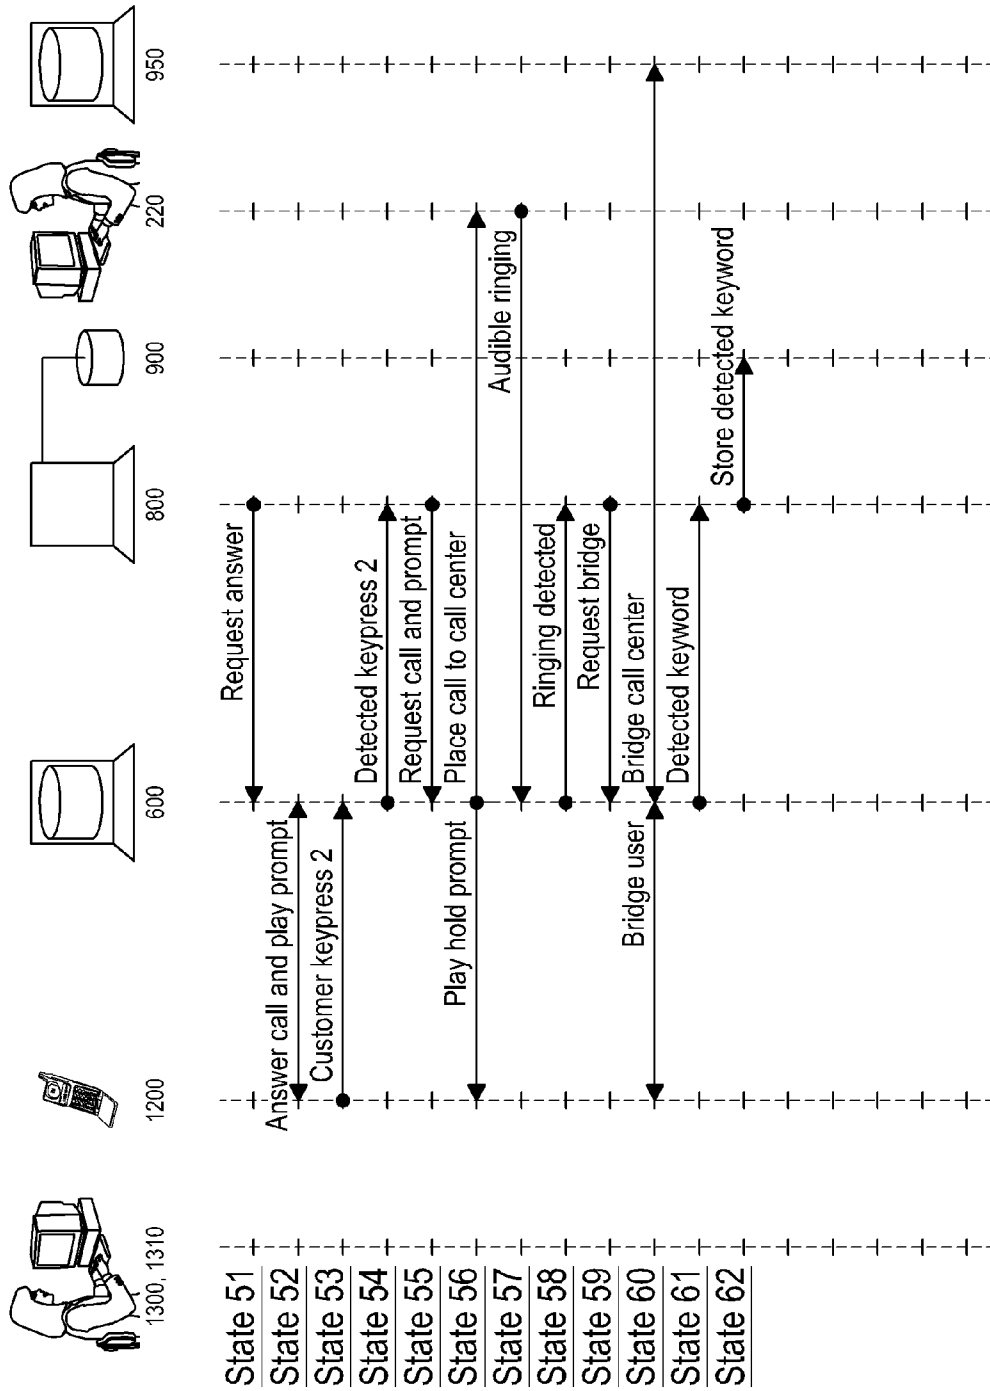 1300, 1310
1200
600
800
900
220
950
State 51
Request answer
State 52
Answer call and play prompt
State 53
Customer keypress 2
State 54
Detected keypress 2
State 55
Request call and prompt
State 56
Play hold prompt
Place call to call center
State 57
Audible ringing
State 58
Ringing detected
State 59
Request bridge
State 60
Bridge user
Bridge call center
State 61
Detected keyword
State 62
Store detected keyword